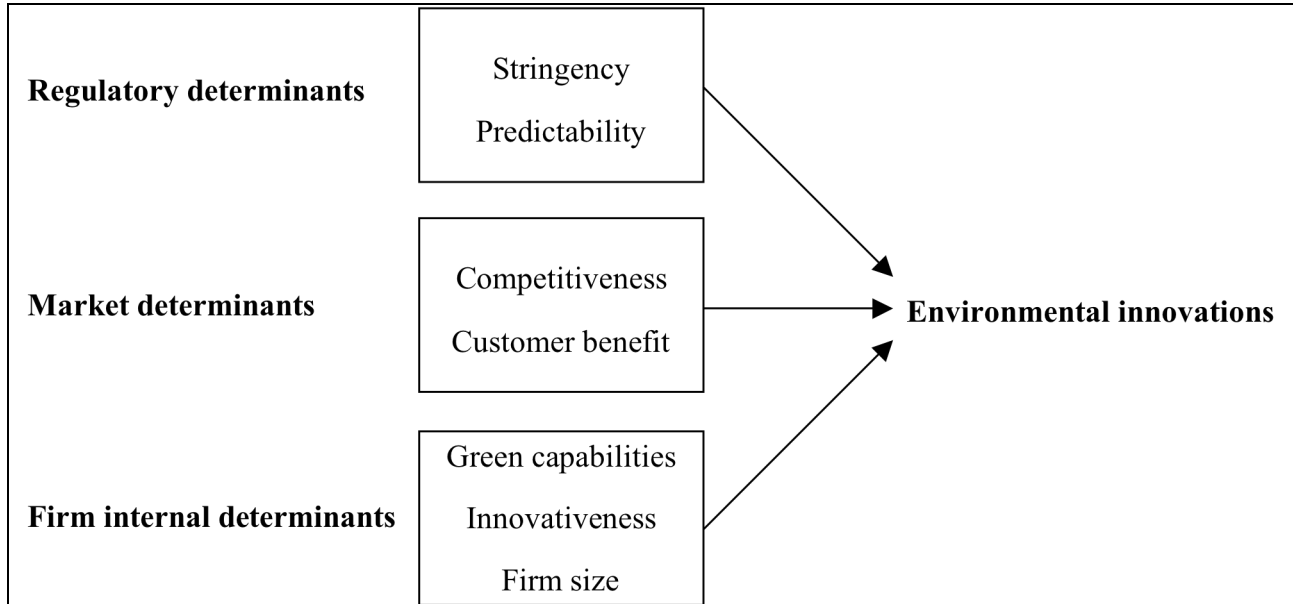 Regulatory determinants
Stringency
Predictability
Market determinants
Competitiveness
Customer benefit
Environmental innovations
Firm internal determinants
Green capabilities
Innovativeness
Firm size